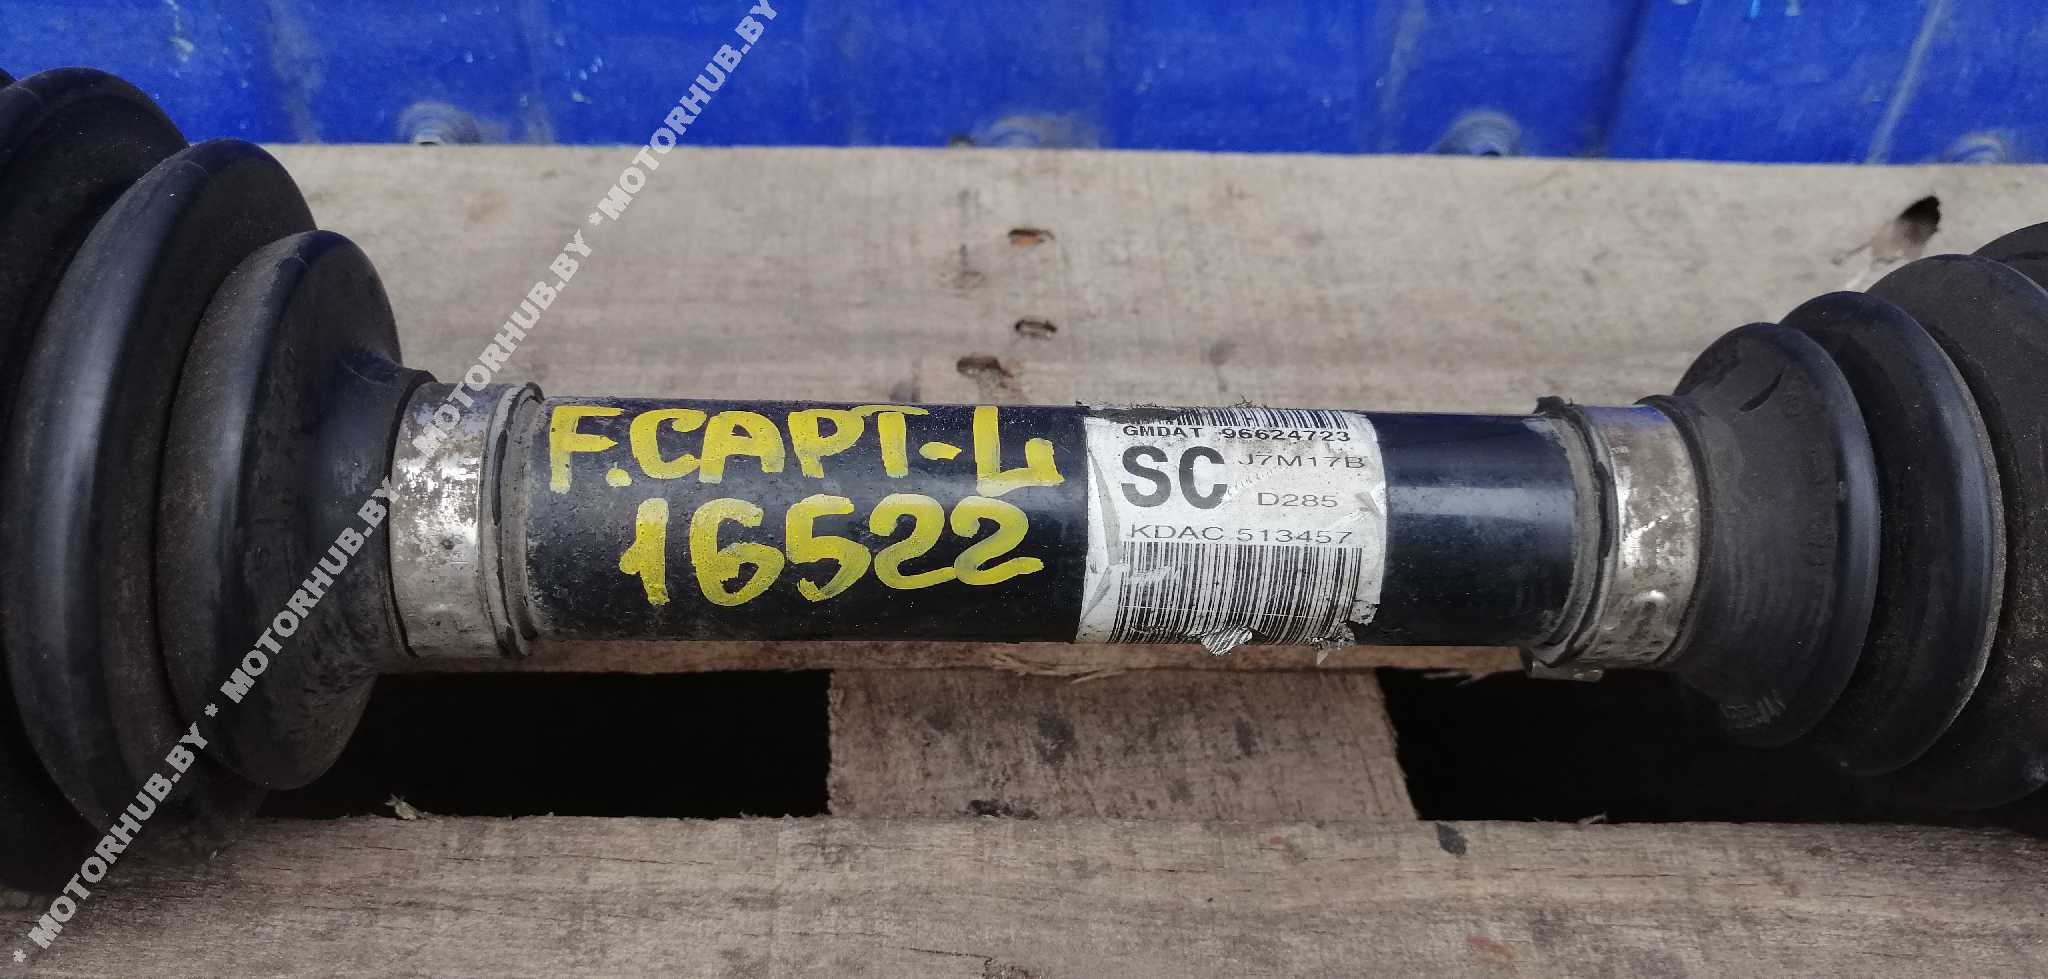 F.CAPT-L
16522
GMDAT 96624723
SC J7M17B
D285
KDAC 513457
* MOTORHUB.BY * MOTORHUB.BY * MOTORHUB.BY * MOTORHUB.BY